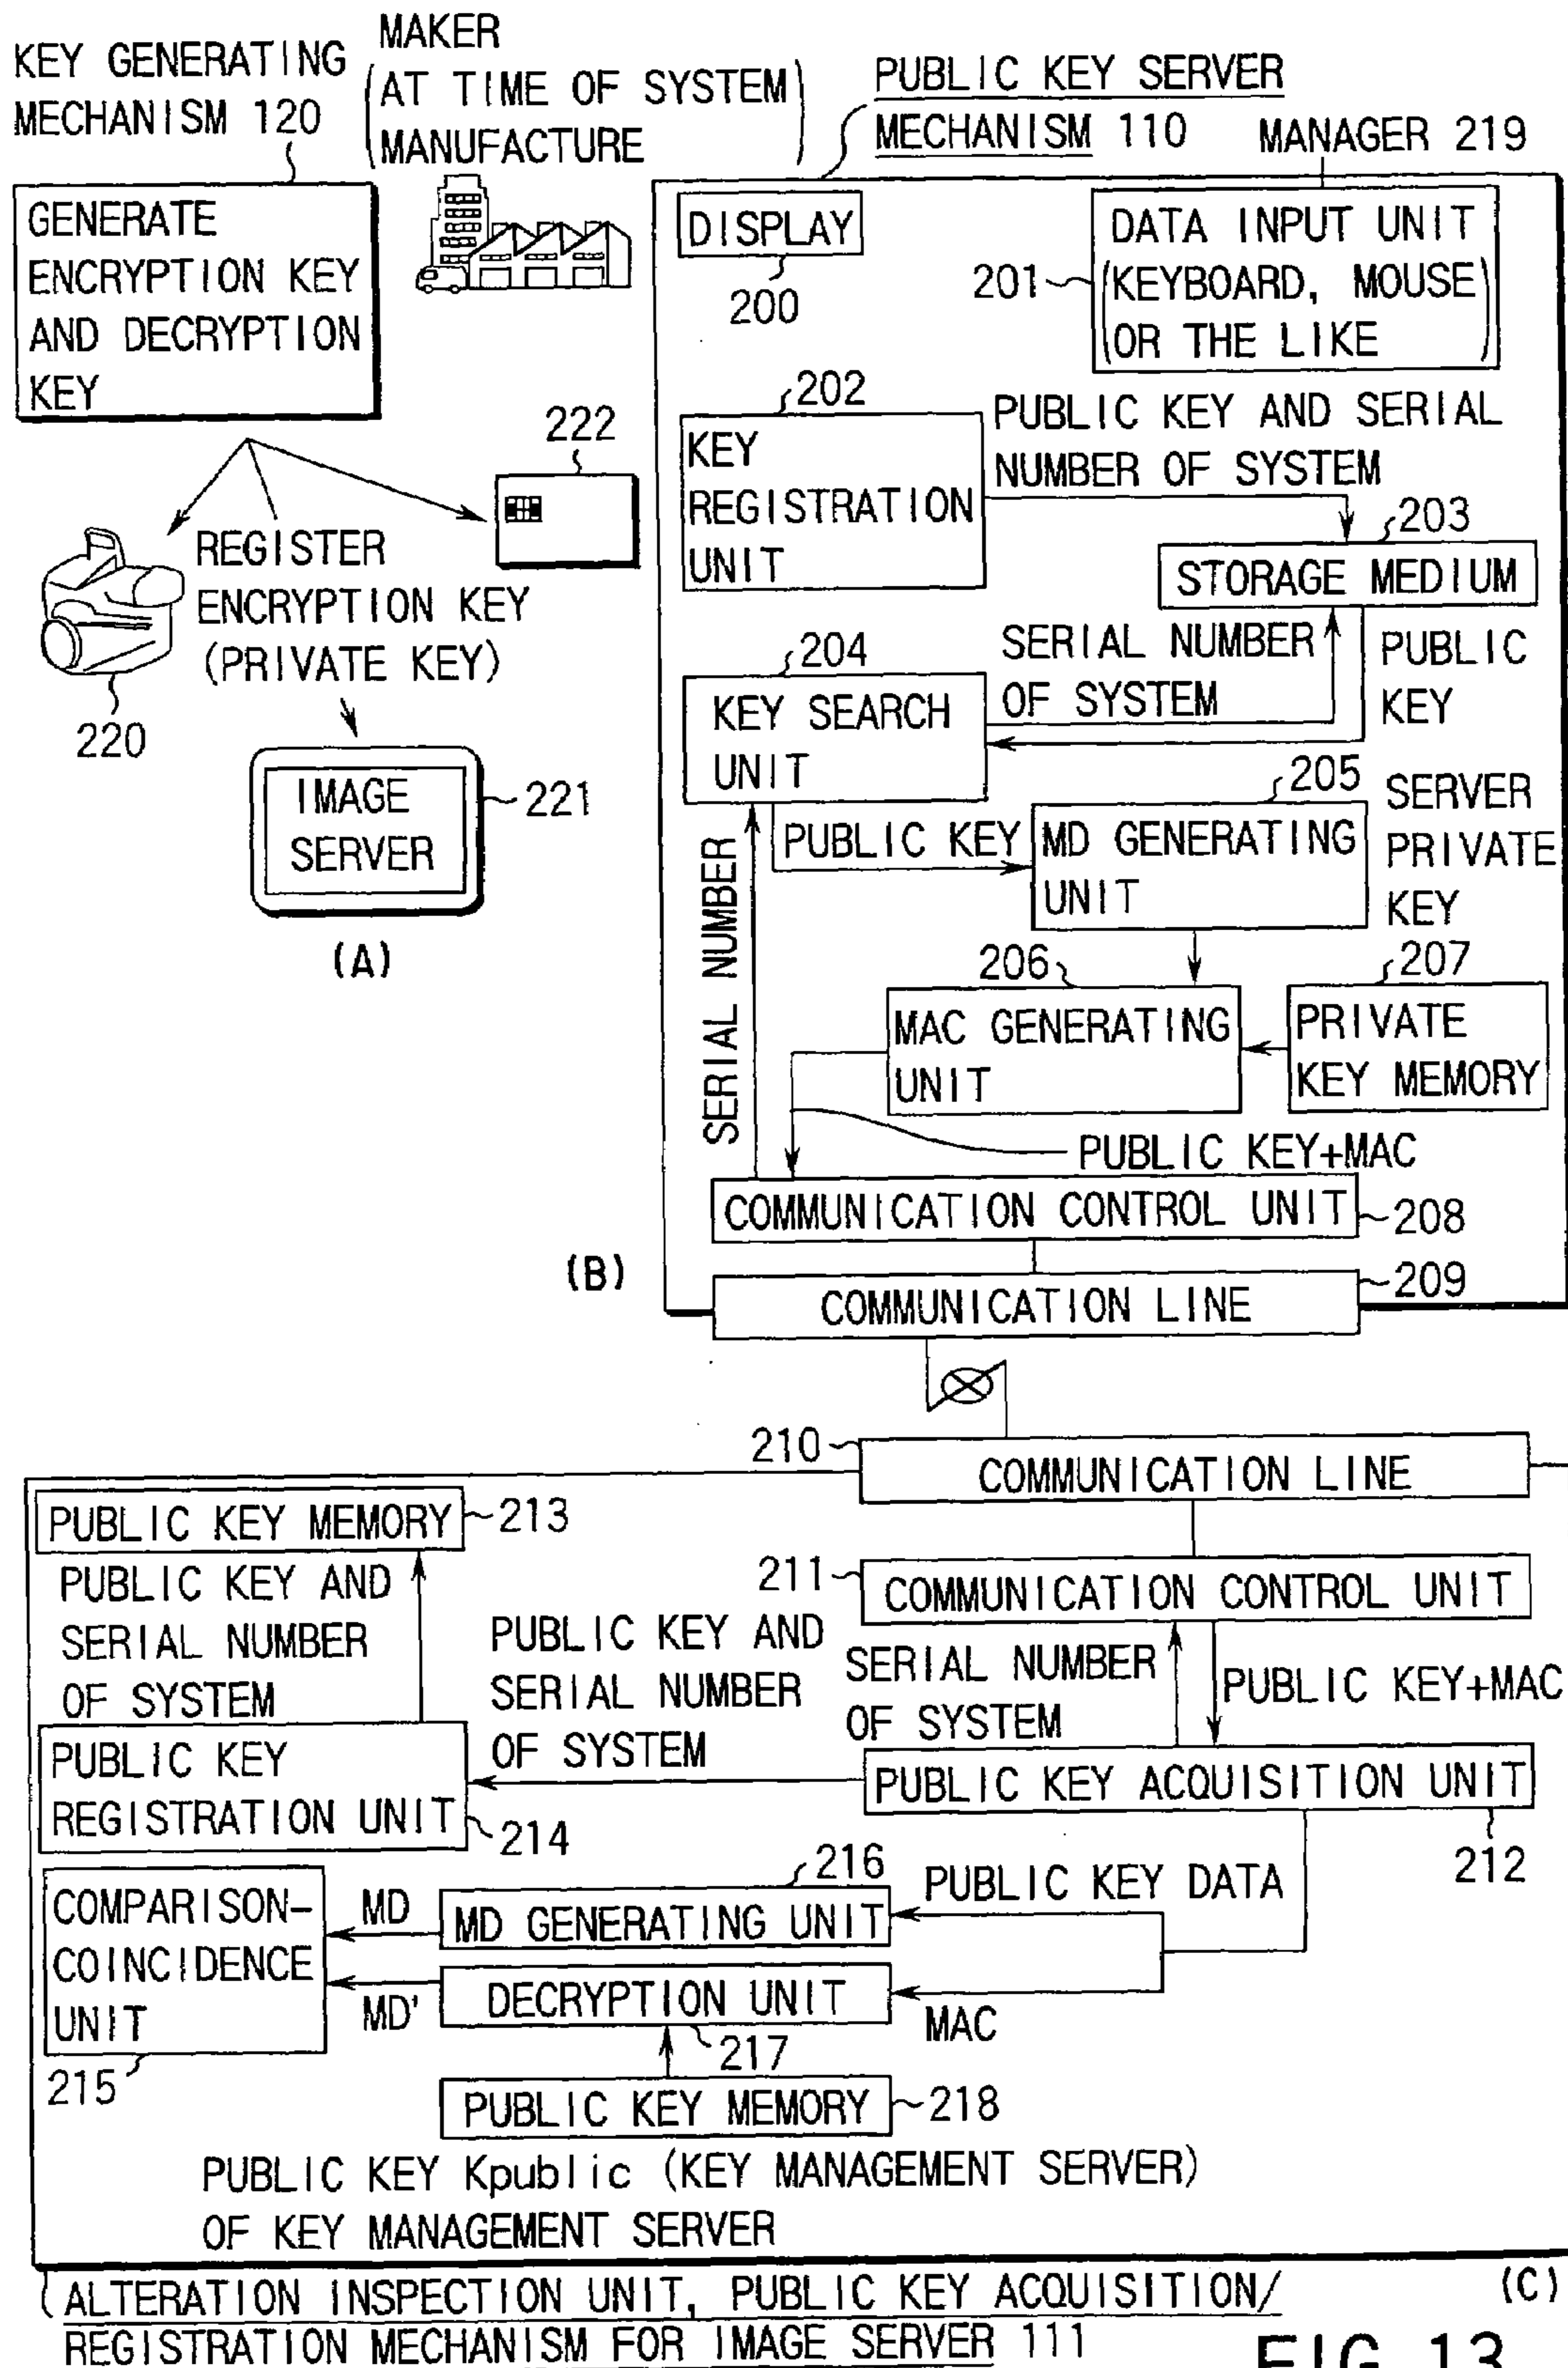 KEY GENERATING
MECHANISM 120
MAKER
(AT TIME OF SYSTEM
MANUFACTURE)
GENERATE
ENCRYPTION KEY
AND DECRYPTION
KEY
222
REGISTER
ENCRYPTION KEY
(PRIVATE KEY)
220
IMAGE
SERVER
221
(A)
PUBLIC KEY SERVER
MECHANISM 110
MANAGER 219
DISPLAY
200
DATA INPUT UNIT
(KEYBOARD, MOUSE
OR THE LIKE)
201
202
KEY
REGISTRATION
UNIT
PUBLIC KEY AND SERIAL
NUMBER OF SYSTEM
203
STORAGE MEDIUM
204
KEY SEARCH
UNIT
SERIAL NUMBER
OF SYSTEM
PUBLIC
KEY
SERIAL NUMBER
PUBLIC KEY
205
MD GENERATING
UNIT
SERVER
PRIVATE
KEY
206
MAC GENERATING
UNIT
207
PRIVATE
KEY MEMORY
PUBLIC KEY+MAC
COMMUNICATION CONTROL UNIT
208
(B)
209
COMMUNICATION LINE
210
COMMUNICATION LINE
PUBLIC KEY MEMORY
213
211
COMMUNICATION CONTROL UNIT
PUBLIC KEY AND
SERIAL NUMBER
OF SYSTEM
PUBLIC KEY AND
SERIAL NUMBER
OF SYSTEM
SERIAL NUMBER
OF SYSTEM
PUBLIC KEY+MAC
PUBLIC KEY
REGISTRATION UNIT
214
PUBLIC KEY ACQUISITION UNIT
212
COMPARISON-
COINCIDENCE
UNIT
215
MD
MD'
216
MD GENERATING UNIT
PUBLIC KEY DATA
DECRYPTION UNIT
217
MAC
PUBLIC KEY MEMORY
218
PUBLIC KEY Kpublic (KEY MANAGEMENT SERVER)
OF KEY MANAGEMENT SERVER
ALTERATION INSPECTION UNIT, PUBLIC KEY ACQUISITION/
REGISTRATION MECHANISM FOR IMAGE SERVER 111
(C)
FIG. 13